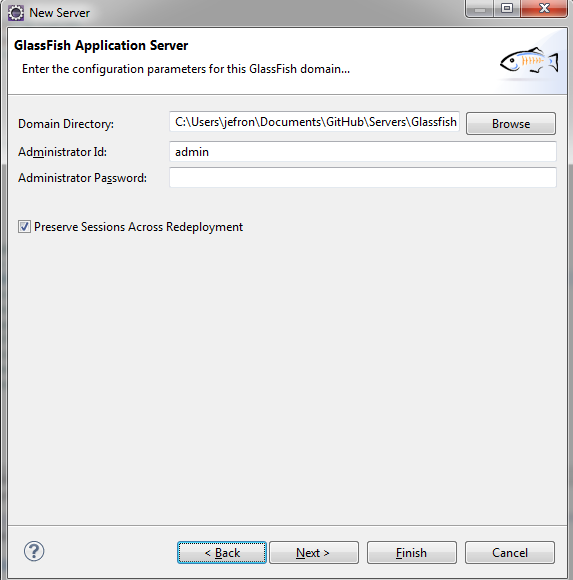 New Server
GlassFish Application Server
Enter the configuration parameters for this GlassFish domain...
Domain Directory: C:\Users\jefron\Documents\GitHub\Servers\Glassfish Browse
Administrator Id: admin
Administrator Password:
Preserve Sessions Across Redeployment
? < Back Next > Finish Cancel